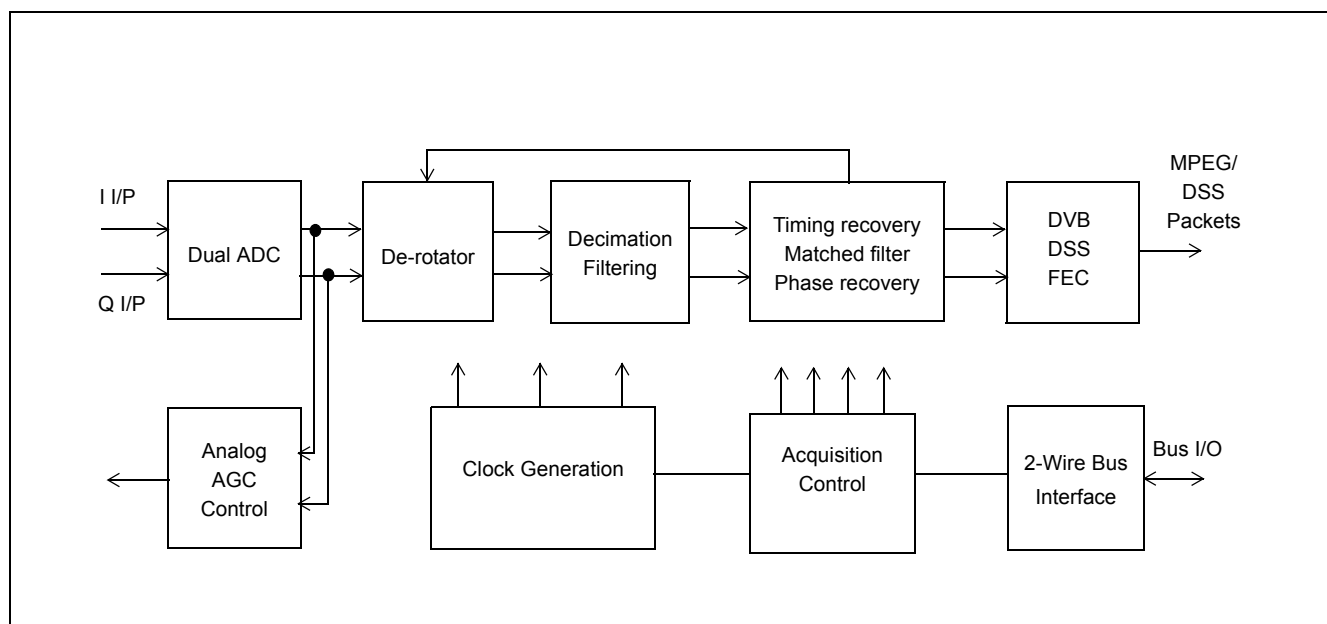 I I/P
Q I/P
Dual ADC
De-rotator
Decimation
Filtering
Timing recovery
Matched filter
Phase recovery
DVB
DSS
FEC
MPEG/
DSS
Packets
Analog
AGC
Control
Clock Generation
Acquisition
Control
2-Wire Bus
Interface
Bus I/O